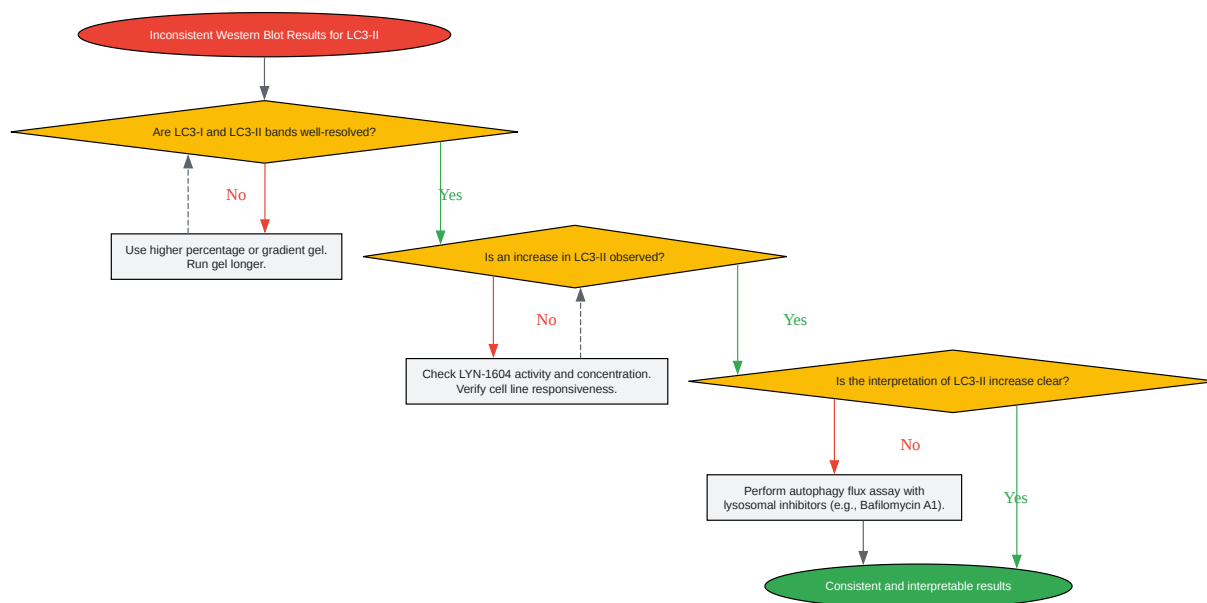 Inconsistent Western Blot Results for LC3-II
Are LC3-I and LC3-II bands well-resolved?
No
Yes
Use higher percentage or gradient gel.
Run gel longer.
Is an increase in LC3-II observed?
No
Yes
Check LYN-1604 activity and concentration.
Verify cell line responsiveness.
Is the interpretation of LC3-II increase clear?
No
Yes
Perform autophagy flux assay with
lysosomal inhibitors (e.g., Bafilomycin A1).
Consistent and interpretable results